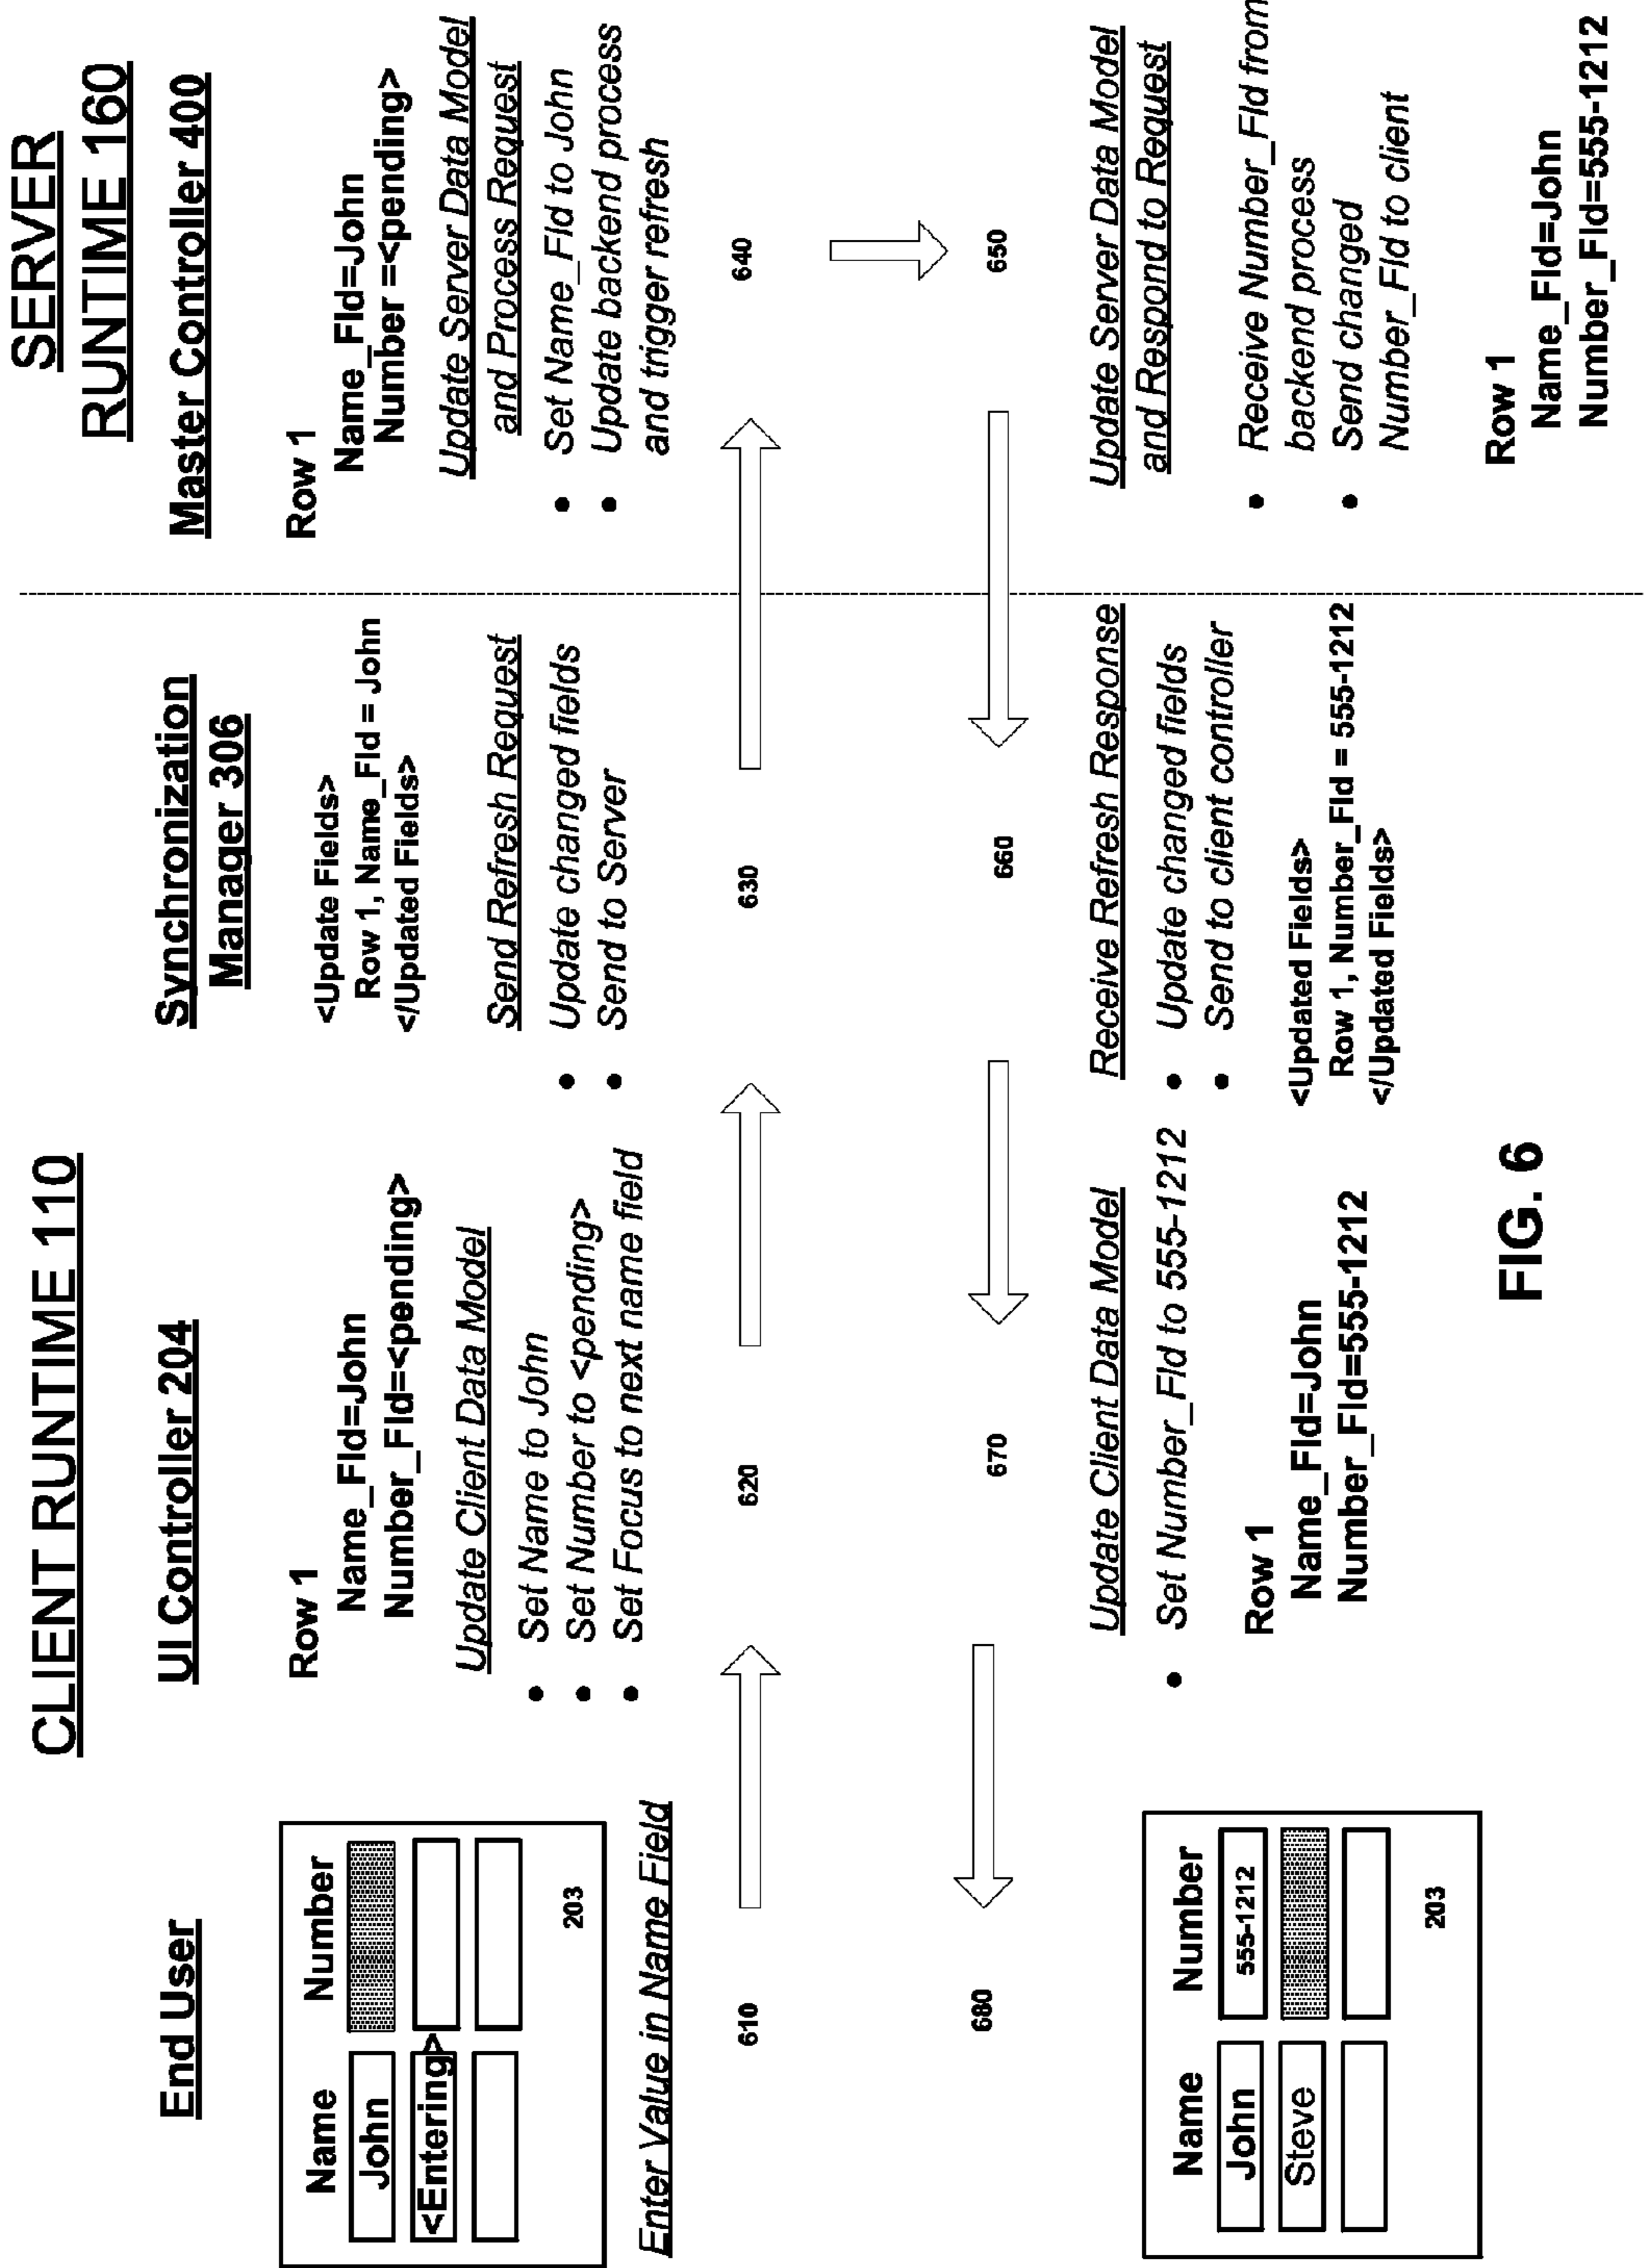 CLIENT RUNTIME 110
SERVER
RUNTIME 160
End User
UI Controller 204
Synchronization
Manager 306
Master Controller 400
Name Number
John
<Entering>
203
Enter Value in Name Field
Row 1
Name_Fld=John
Number_Fld=<pending>
Update Client Data Model
• Set Name to John
• Set Number to <pending>
• Set Focus to next name field
<Update Fields>
Row 1, Name_Fld = John
</Updated Fields>
Send Refresh Request
• Update changed fields
• Send to Server
Row 1
Name_Fld=John
Number =<pending>
Update Server Data Model
and Process Request
• Set Name_Fld to John
• Update backend process
and trigger refresh
610
620
630
640
680
670
660
650
Name Number
John 555-1212
Steve
203
Update Client Data Model
• Set Number_Fld to 555-1212
Row 1
Name_Fld=John
Number_Fld=555-1212
Receive Refresh Response
• Update changed fields
• Send to client controller
<Updated Fields>
Row 1, Number_Fld = 555-1212
</Updated Fields>
Update Server Data Model
and Respond to Request
• Receive Number_Fld from
backend process
• Send changed
Number_Fld to client
Row 1
Name_Fld=John
Number_Fld=555-1212
FIG. 6